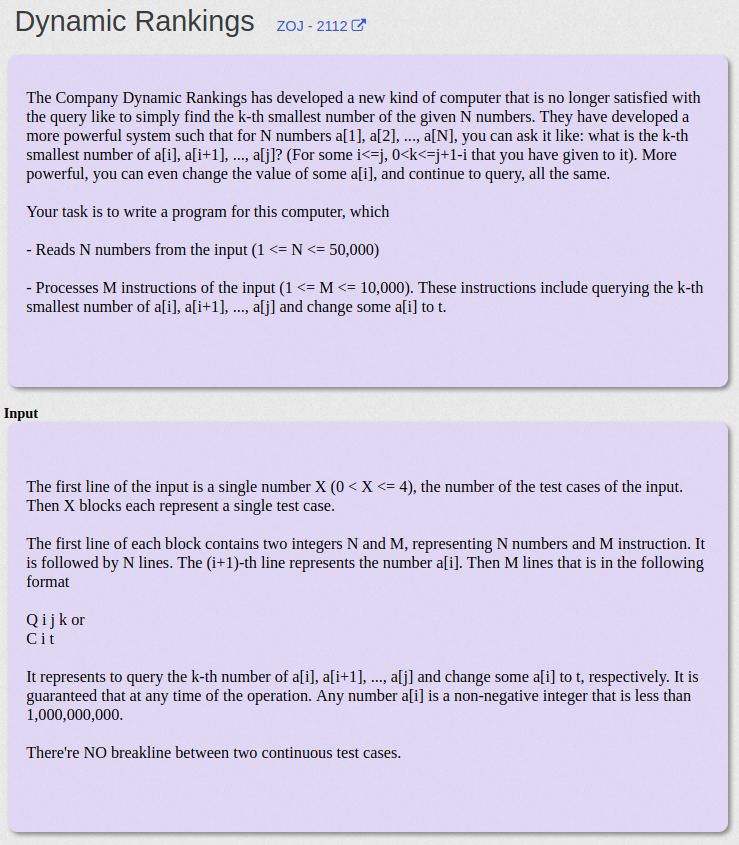 Dynamic Rankings ZOJ - 2112
The Company Dynamic Rankings has developed a new kind of computer that is no longer satisfied with
the query like to simply find the k-th smallest number of the given N numbers. They have developed a
more powerful system such that for N numbers a[1], a[2], ..., a[N], you can ask it like: what is the k-th
smallest number of a[i], a[i+1], ..., a[j]? (For some i<=j, 0<k<=j+1-i that you have given to it). More
powerful, you can even change the value of some a[i], and continue to query, all the same.
Your task is to write a program for this computer, which
- Reads N numbers from the input (1 <= N <= 50,000)
- Processes M instructions of the input (1 <= M <= 10,000). These instructions include querying the k-th
smallest number of a[i], a[i+1], ..., a[j] and change some a[i] to t.
Input
The first line of the input is a single number X (0 < X <= 4), the number of the test cases of the input.
Then X blocks each represent a single test case.
The first line of each block contains two integers N and M, representing N numbers and M instruction. It
is followed by N lines. The (i+1)-th line represents the number a[i]. Then M lines that is in the following
format
Q i j k or
C i t
It represents to query the k-th number of a[i], a[i+1], ..., a[j] and change some a[i] to t, respectively. It is
guaranteed that at any time of the operation. Any number a[i] is a non-negative integer that is less than
1,000,000,000.
There're NO breakline between two continuous test cases.